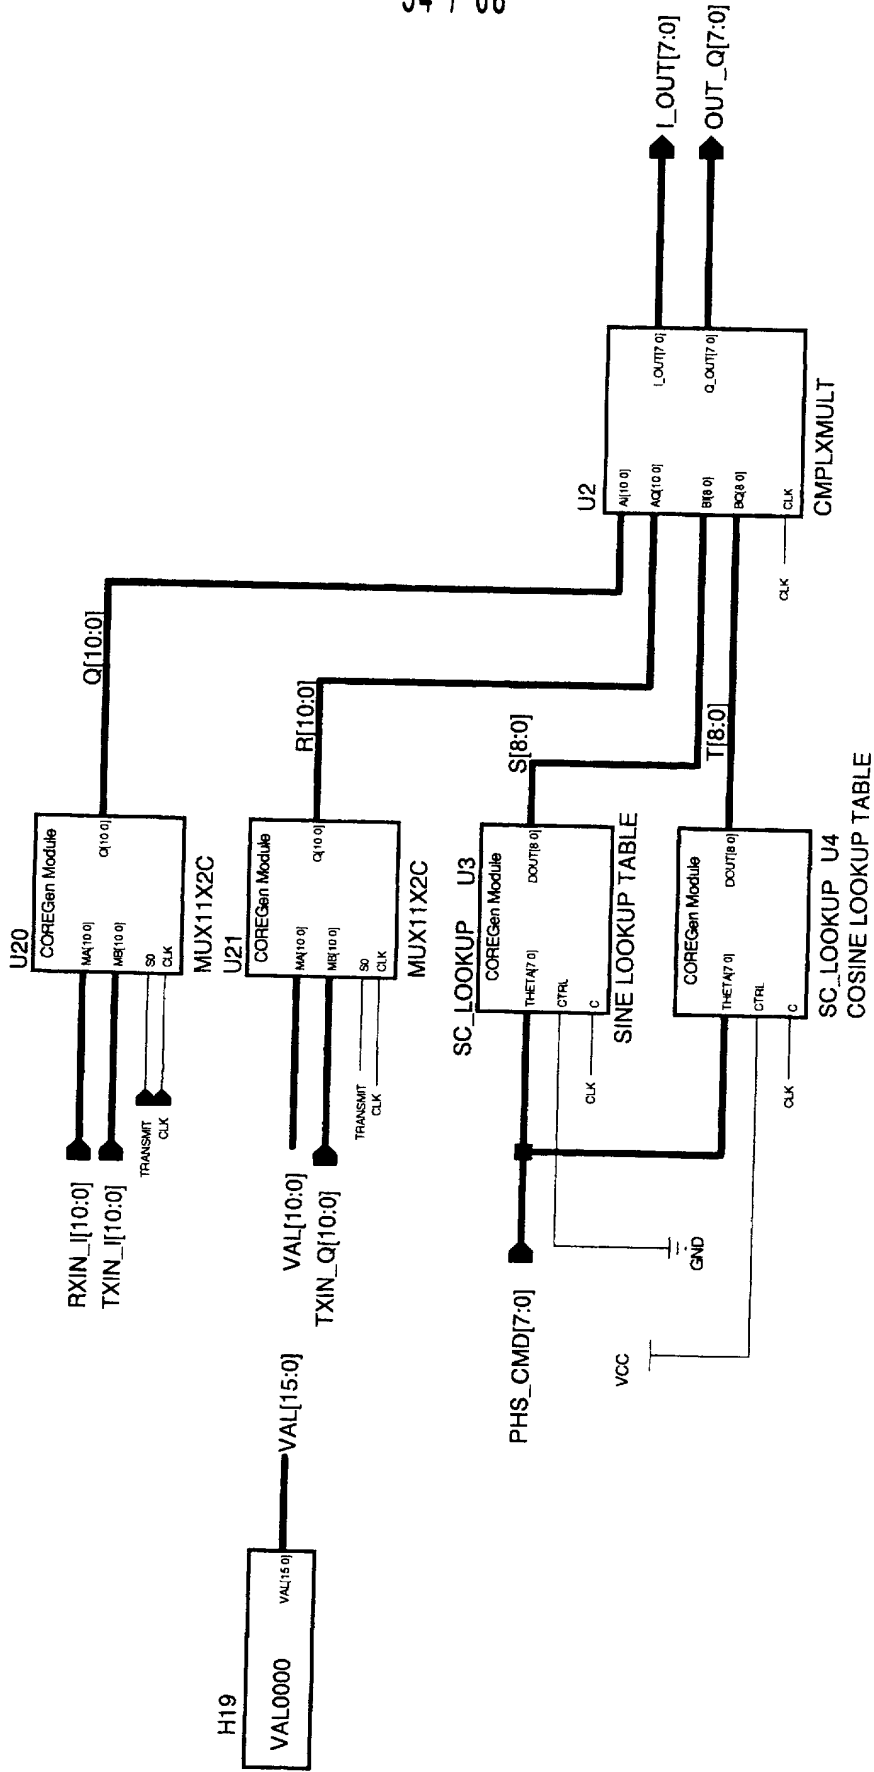 H19
VAL0000
VAL[15:0]
VAL[15:0]
RXIN_I[10:0]
TXIN_I[10:0]
TRANSMIT
CLK
U20
COREGen Module
MA[10:0]
MB[10:0]
S0
CLK
Q[10:0]
MUX11X2C
Q[10:0]
VAL[10:0]
TXIN_Q[10:0]
TRANSMIT
CLK
U21
COREGen Module
MA[10:0]
MB[10:0]
S0
CLK
Q[10:0]
MUX11X2C
R[10:0]
PHS_CMD[7:0]
GND
VCC
SC_LOOKUP U3
COREGen Module
THETA[7:0]
CTRL
C
DOUT[8:0]
CLK
SINE LOOKUP TABLE
S[8:0]
COREGen Module
THETA[7:0]
CTRL
C
DOUT[8:0]
CLK
SC_LOOKUP U4
COSINE LOOKUP TABLE
T[8:0]
U2
AI[10:0]
AQ[10:0]
BI[8:0]
BQ[8:0]
CLK
CLK
I_OUT[7:0]
Q_OUT[7:0]
CMPLXMULT
I_OUT[7:0]
OUT_Q[7:0]